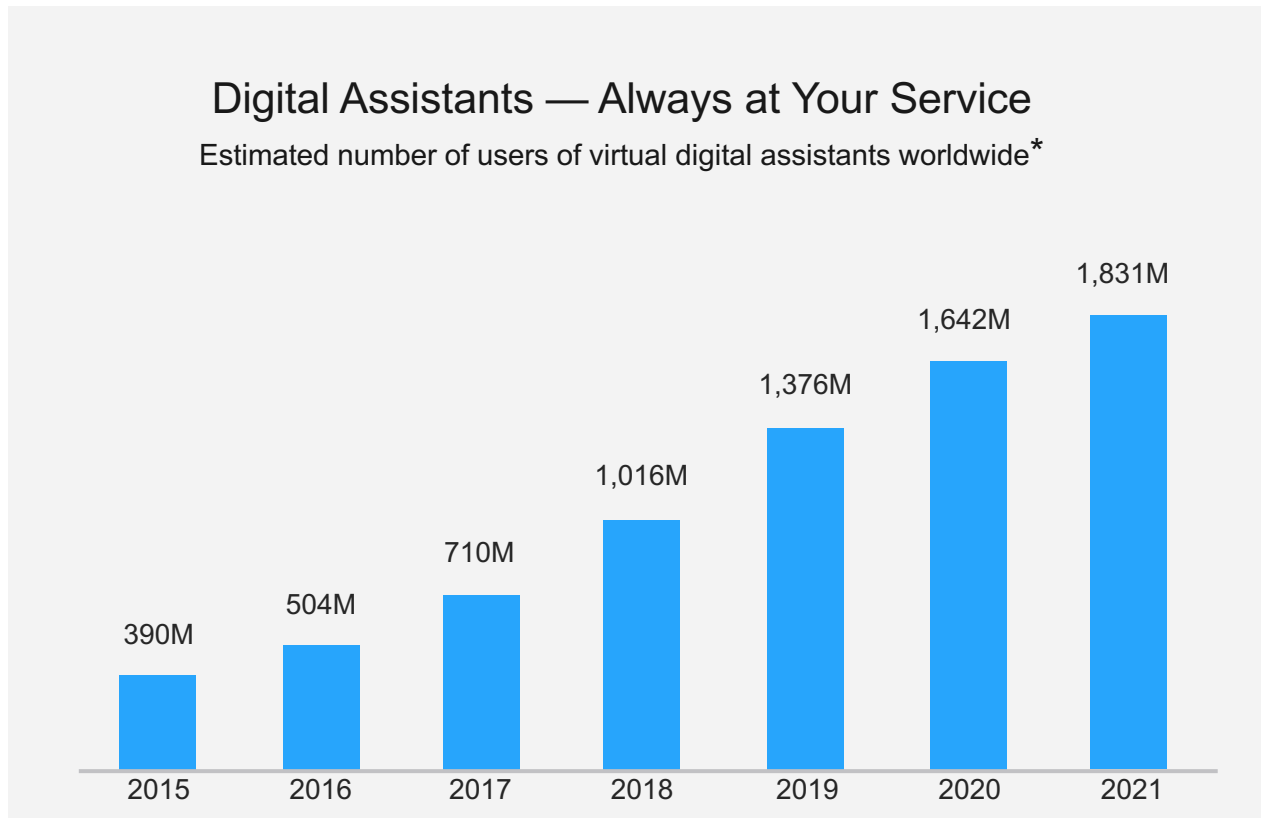 Digital Assistants — Always at Your Service
Estimated number of users of virtual digital assistants worldwide*
1,831M
1,642M
1,376M
1,016M
710M
504M
390M
2015 2016 2017 2018 2019 2020 2021